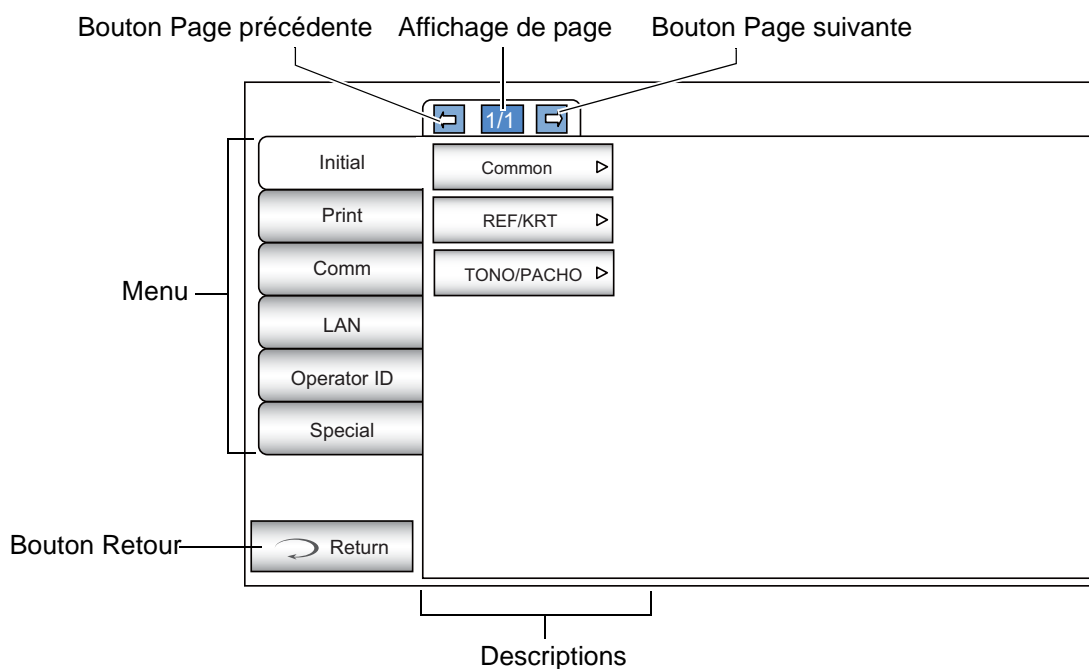 Bouton Page précédente Affichage de page Bouton Page suivante
1/1
Initial
Common
Print
REF/KRT
Comm
TONO/PACHO
Menu
LAN
Operator ID
Special
Bouton Retour
Return
Descriptions